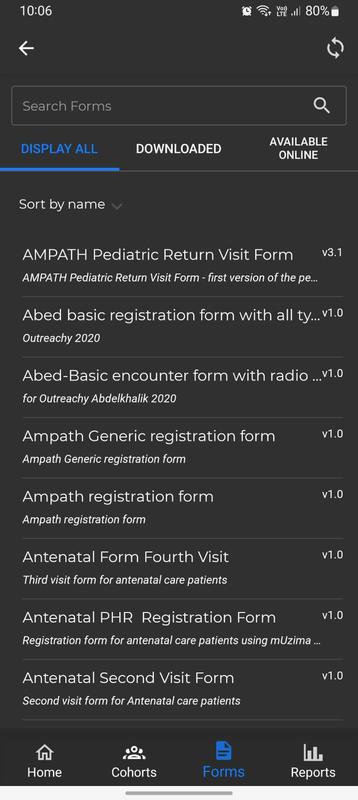 10:06
Vo))
LTE
80%
Search Forms
DISPLAY ALL
DOWNLOADED
AVAILABLE
ONLINE
Sort by name
AMPATH Pediatric Return Visit Form v3.1
AMPATH Pediatric Return Visit Form - first version of the pe...
Abed basic registration form with all ty... v1.0
Outreachy 2020
Abed-Basic encounter form with radio ... v1.0
for Outreachy Abdelkhalik 2020
Ampath Generic registration form v1.0
Ampath Generic registration form
Ampath registration form v1.0
Ampath registration form
Antenatal Form Fourth Visit v1.0
Third visit form for antenatal care patients
Antenatal PHR  Registration Form v1.0
Registration form for antenatal care patients using mUzima ...
Antenatal Second Visit Form v1.0
Second visit form for Antenatal care patients
Home
Cohorts
Forms
Reports